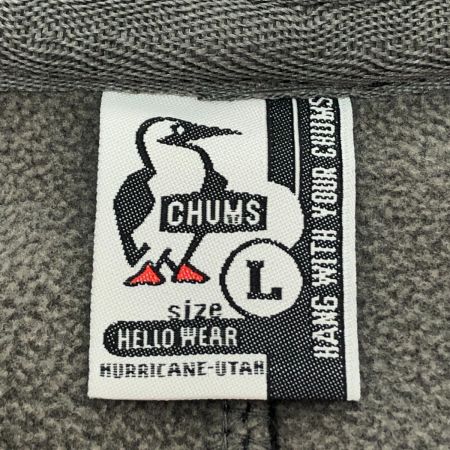 CHUMS
L
size
HELLO WEAR
HURRICANE-UTAH
HANG WITH YOUR CHUMS